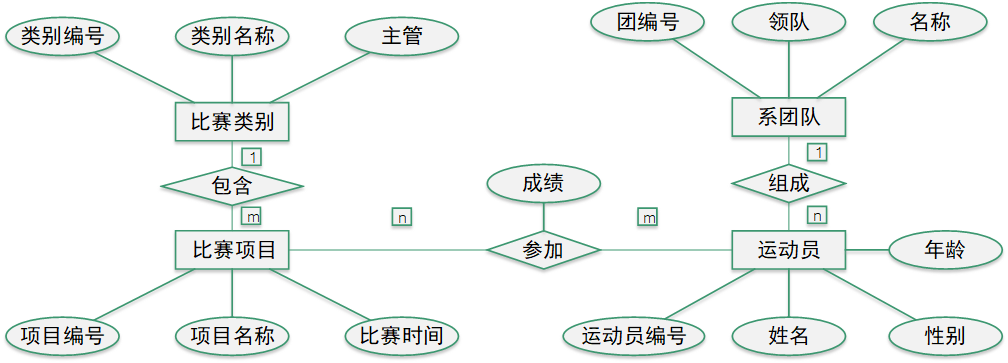 类别编号
类别名称
主管
团编号
领队
名称
比赛类别
系团队
1
1
包含
成绩
组成
m
n
m
n
比赛项目
参加
运动员
年龄
项目编号
项目名称
比赛时间
运动员编号
姓名
性别